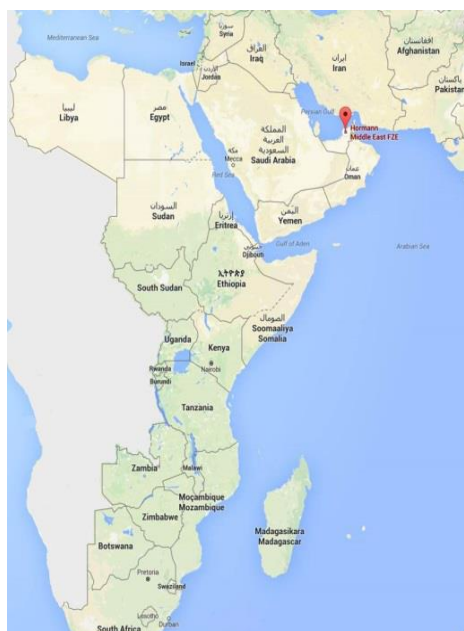 Mediterranean Sea
سوريا
Syria
العراق
Iraq
ایران
Iran
افغانستان
Afghanistan
پاکستان
Pakistan
Israel
الأردن
Jordan
ليبيا
Libya
مصر
Egypt
Persian Gulf
Hormann
Middle East FZE
المملكة
العربية
السعودية
Saudi Arabia
مكة
Mecca
Red Sea
عمان
Oman
السودان
Sudan
إرتريا
Eritrea
اليمن
Yemen
Gulf of Aden
Arabian Sea
جيبوتي
Djibouti
ኢትዮጵያ
Ethiopia
South Sudan
الصومال
Soomaaliya
Somalia
Uganda
Kenya
Nairobi
Rwanda
Burundi
Tanzania
Zambia
Malawi
Moçambique
Mozambique
Zimbabwe
Madagasikara
Madagascar
Botswana
Pretoria
Swaziland
Lesotho
Durban
South Africa